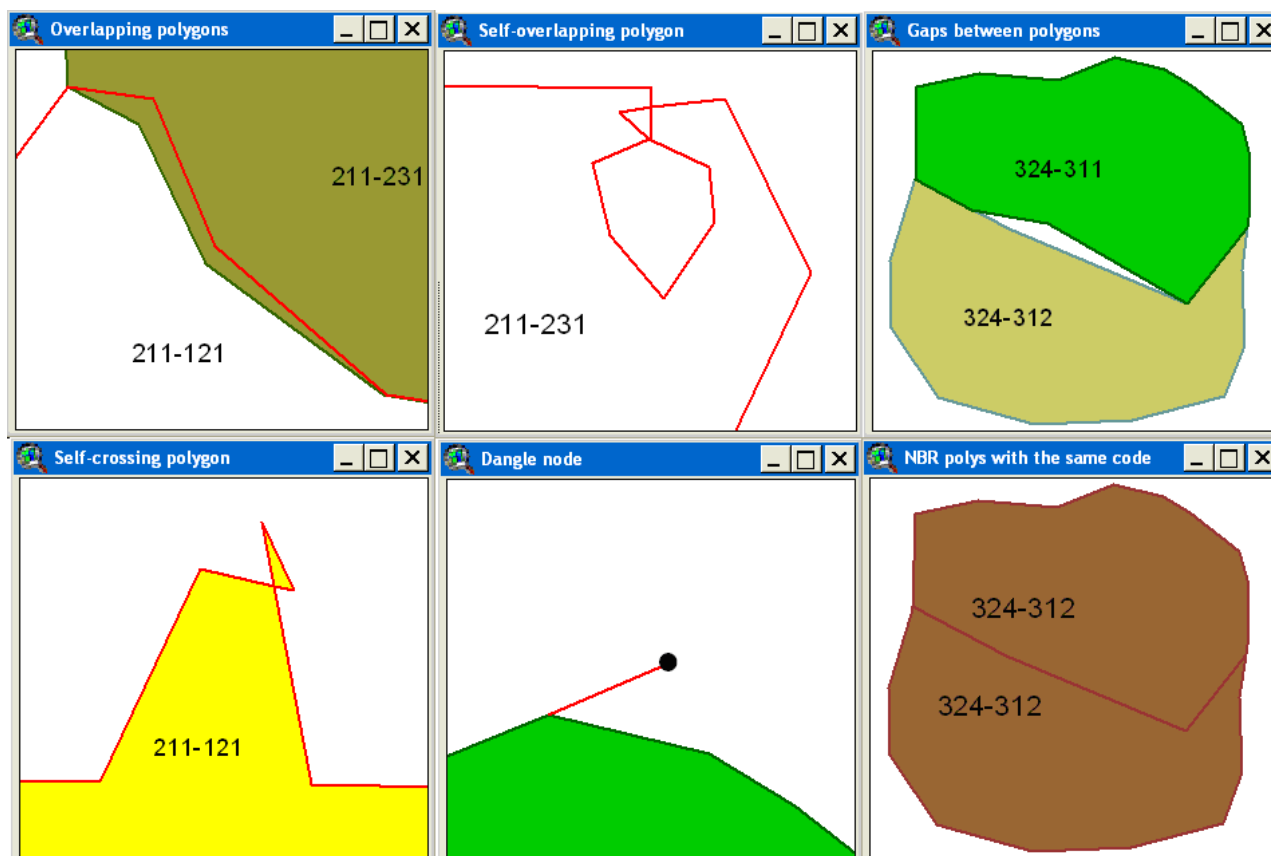 Overlapping polygons
211-231
211-121
Self-overlapping polygon
211-231
Gaps between polygons
324-311
324-312
Self-crossing polygon
211-121
Dangle node
NBR polys with the same code
324-312
324-312